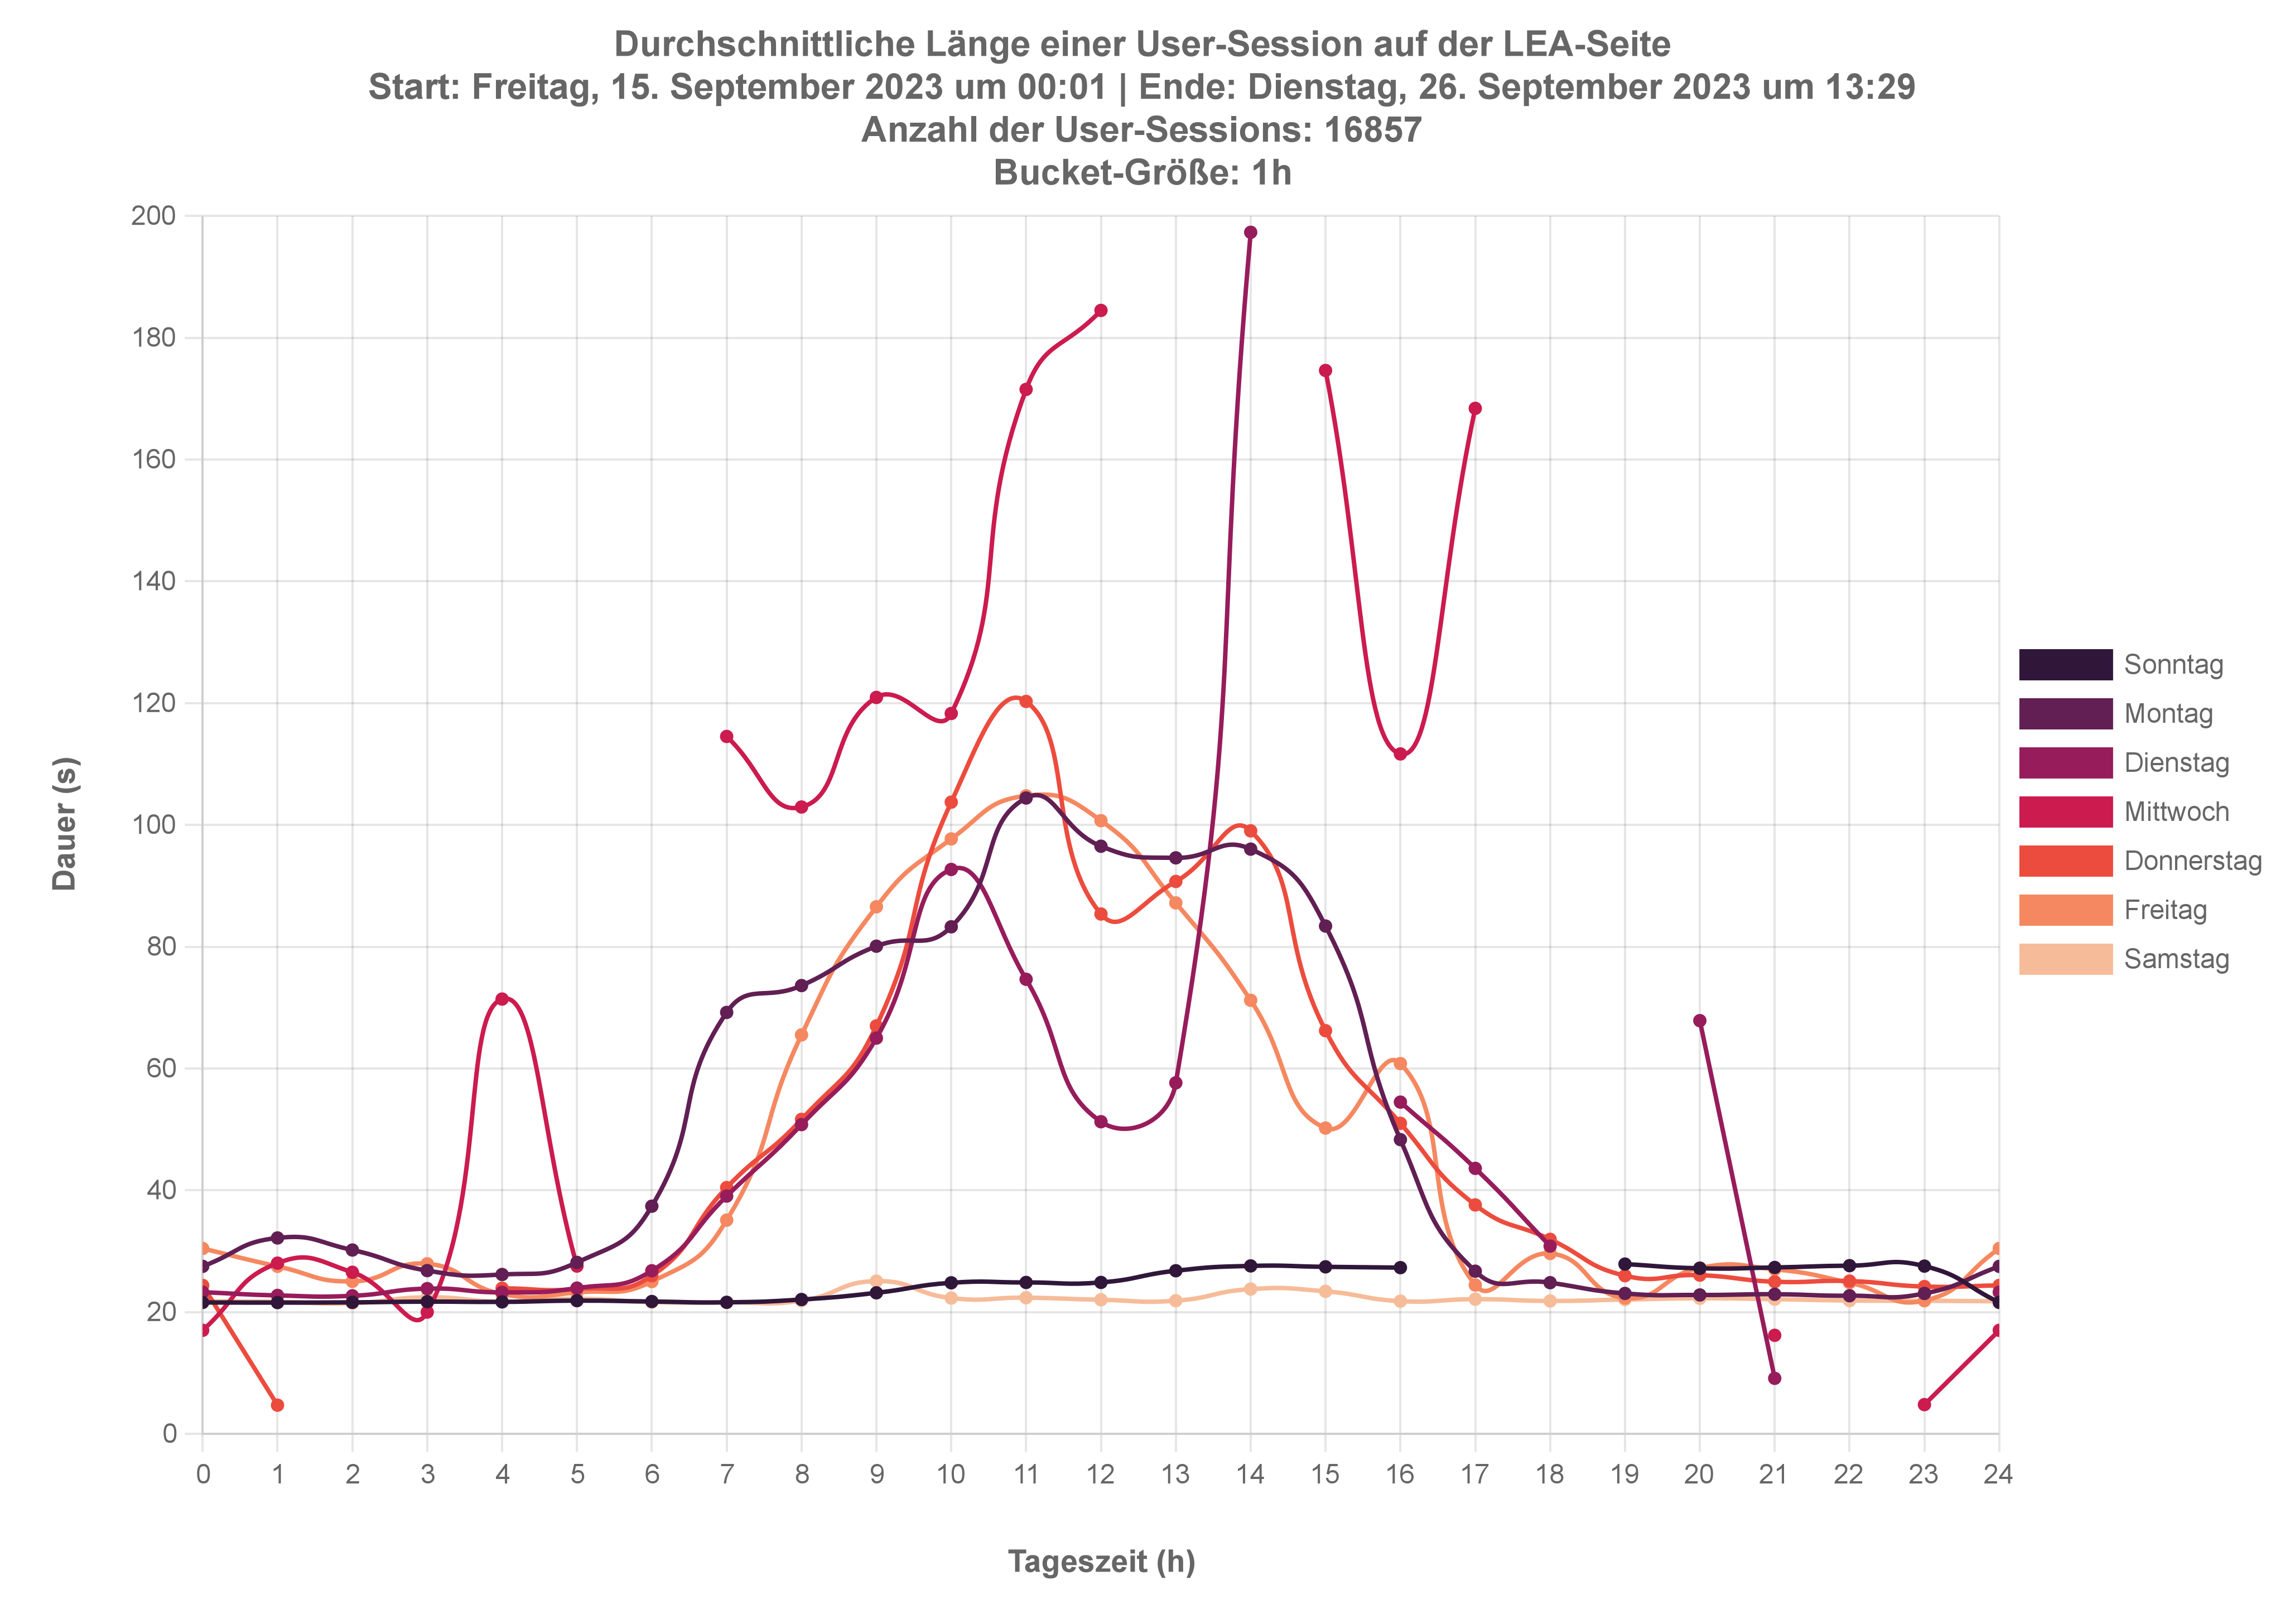 Durchschnittliche Länge einer User-Session auf der LEA-Seite
Start: Freitag, 15. September 2023 um 00:01 | Ende: Dienstag, 26. September 2023 um 13:29
Anzahl der User-Sessions: 16857
Bucket-Größe: 1h
200
180
160
140
120
100
80
60
40
20
0
Dauer (s)
0 1 2 3 4 5 6 7 8 9 10 11 12 13 14 15 16 17 18 19 20 21 22 23 24
Tageszeit (h)
Sonntag
Montag
Dienstag
Mittwoch
Donnerstag
Freitag
Samstag